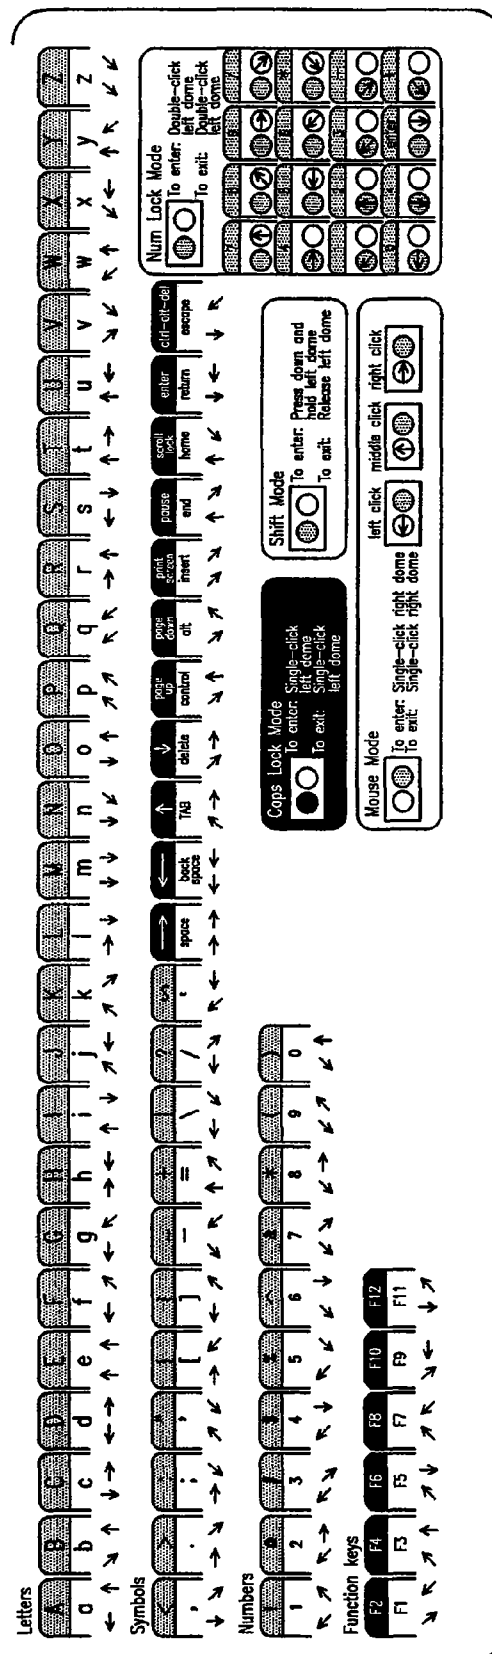 Letters
A B C D E F G H I J K L M N O P Q R S T U V W X Y Z
a b c d e f g h i j k l m n o p q r s t u v w x y z
Symbols
< > : " { } + | ? ~ → ← ↑ ↓ page up page down print screen pause scroll lock enter ctrl-alt-del
, . ; ' [ ] - = \ / space back space TAB delete control alt insert end home return escape
Numbers
! @ $ % ^ & * ( )
1 2 3 4 5 6 7 8 9 0
Function keys
F2 F4 F6 F8 F10 F12
F1 F3 F5 F7 F9 F11
Caps Lock Mode
To enter: Single-click
left dome
To exit: Single-click
left dome
Shift Mode
To enter: Press down and
hold left dome
To exit: Release left dome
Mouse Mode
To enter: Single-click right dome
To exit: Single-click right dome
left click middle click right click
Num Lock Mode
To enter: Double-click
left dome
To exit: Double-click
left dome